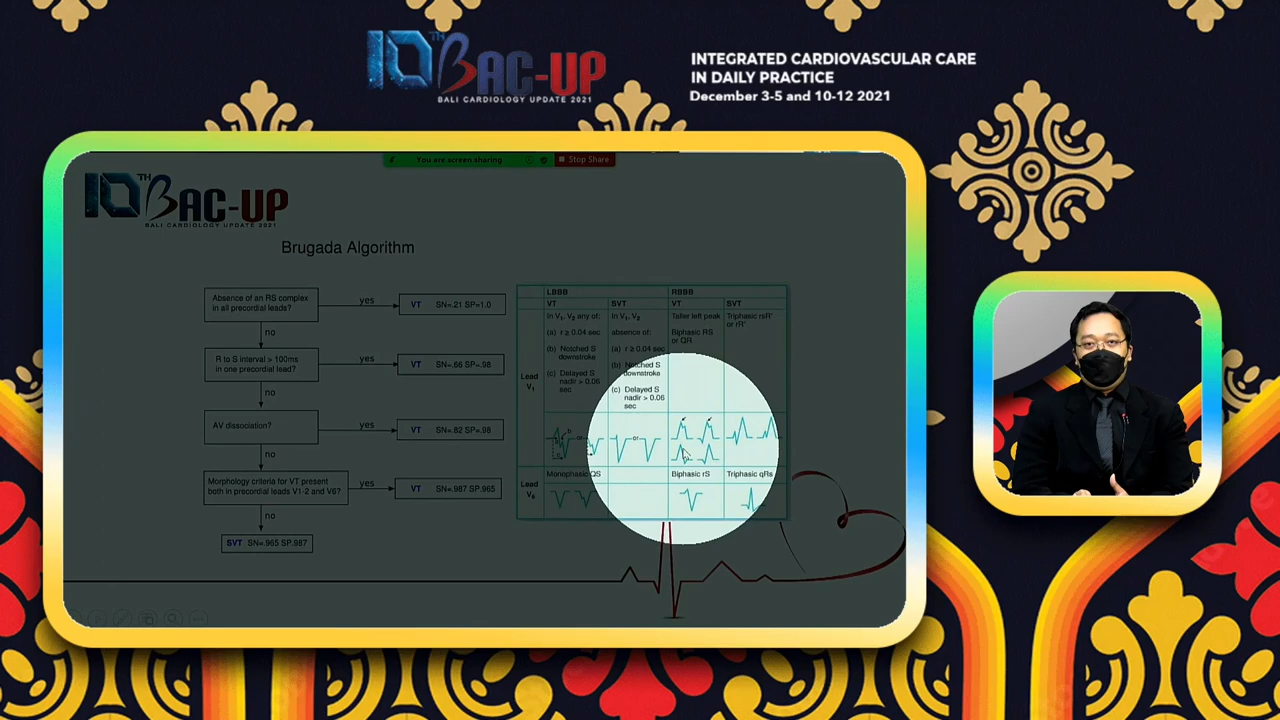 10TH BAC-UP
BALI CARDIOLOGY UPDATE 2021
INTEGRATED CARDIOVASCULAR CARE
IN DAILY PRACTICE
December 3-5 and 10-12 2021
You are screen sharing
Stop Share
10TH BAC-UP
BALI CARDIOLOGY UPDATE 2021
Brugada Algorithm
Absence of an RS complex
in all precordial leads?
yes
VT SN=.21 SP=1.0
no
R to S interval > 100ms
in one precordial lead?
yes
VT SN=.66 SP=.98
no
AV dissociation?
yes
VT SN=.82 SP=.98
no
Morphology criteria for VT present
both in precordial leads V1-2 and V6?
yes
VT SN=.987 SP=.965
no
SVT SN=.965 SP.987
LBBB
RBBB
VT
SVT
VT
SVT
Lead
V1
In V1, V2 any of:
(a) r ≥ 0.04 sec
(b) Notched S
downstroke
(c) Delayed S
nadir > 0.06
sec
In V1, V2
absence of:
(a) r ≥ 0.04 sec
(b) Notched S
downstroke
(c) Delayed S
nadir > 0.06
sec
Taller left peak
Biphasic RS
or QR
Triphasic rsR'
or rR'
b
or
or
Lead
V6
Monophasic QS
Biphasic rS
Triphasic qRs